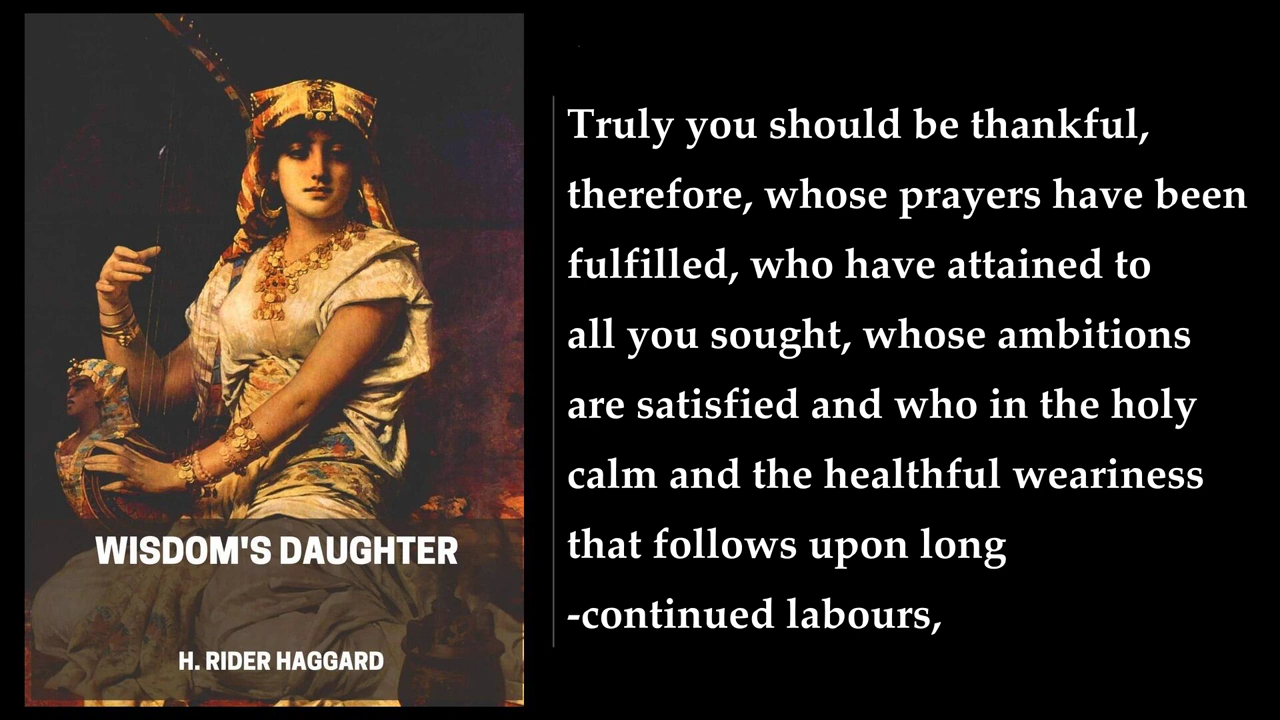 WISDOM'S DAUGHTER
H. RIDER HAGGARD
Truly you should be thankful,
therefore, whose prayers have been
fulfilled, who have attained to
all you sought, whose ambitions
are satisfied and who in the holy
calm and the healthful weariness
that follows upon long
-continued labours,